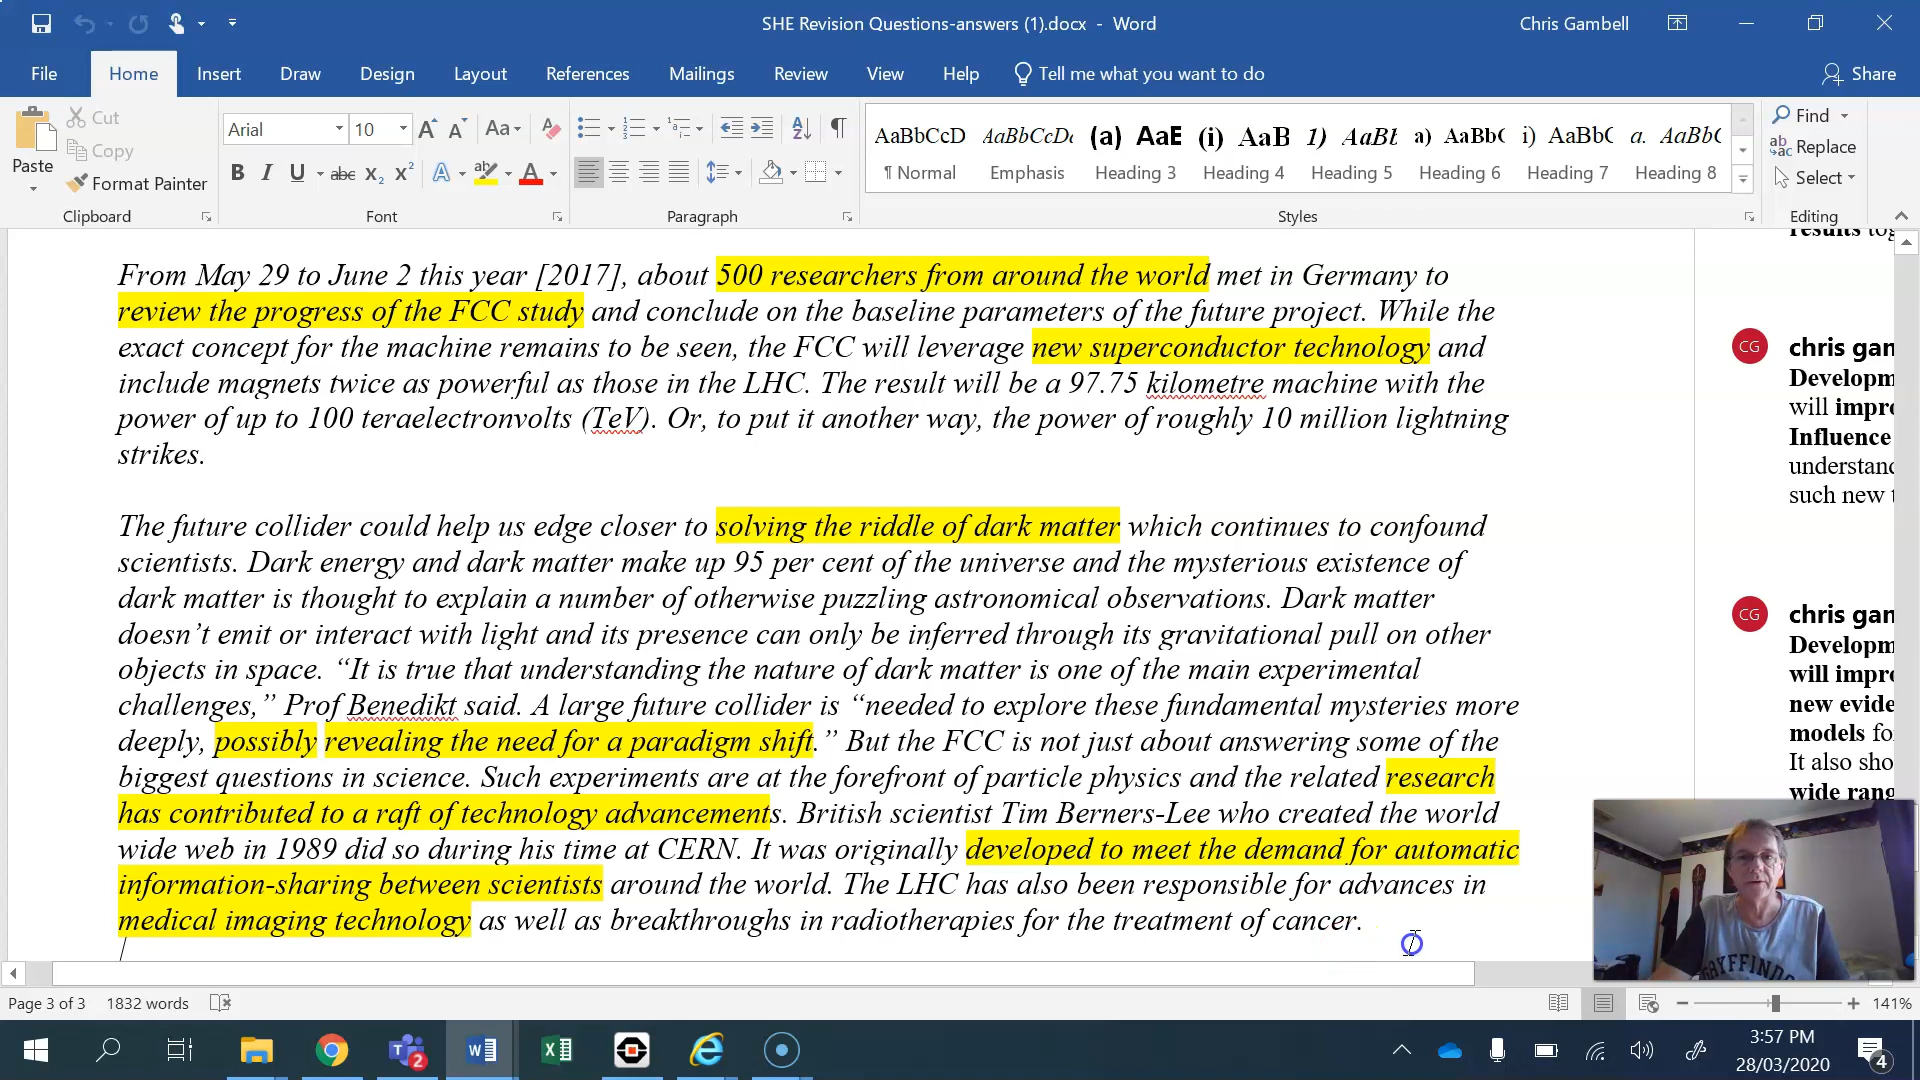 SHE Revision Questions-answers (1).docx - Word
Chris Gambell
File Home Insert Draw Design Layout References Mailings Review View Help Tell me what you want to do Share
Paste
Cut
Copy
Format Painter
Clipboard
Arial 10
Font
Paragraph
AaBbCcD AaBbCcDc (a) AaE (i) AaB 1) AaBb a) AaBbC i) AaBbC a. AaBbC
¶ Normal Emphasis Heading 3 Heading 4 Heading 5 Heading 6 Heading 7 Heading 8
Styles
Find
Replace
Select
Editing
From May 29 to June 2 this year [2017], about 500 researchers from around the world met in Germany to
review the progress of the FCC study and conclude on the baseline parameters of the future project. While the
exact concept for the machine remains to be seen, the FCC will leverage new superconductor technology and
include magnets twice as powerful as those in the LHC. The result will be a 97.75 kilometre machine with the
power of up to 100 teraelectronvolts (TeV). Or, to put it another way, the power of roughly 10 million lightning
strikes.
The future collider could help us edge closer to solving the riddle of dark matter which continues to confound
scientists. Dark energy and dark matter make up 95 per cent of the universe and the mysterious existence of
dark matter is thought to explain a number of otherwise puzzling astronomical observations. Dark matter
doesn’t emit or interact with light and its presence can only be inferred through its gravitational pull on other
objects in space. “It is true that understanding the nature of dark matter is one of the main experimental
challenges,” Prof Benedikt said. A large future collider is “needed to explore these fundamental mysteries more
deeply, possibly revealing the need for a paradigm shift.” But the FCC is not just about answering some of the
biggest questions in science. Such experiments are at the forefront of particle physics and the related research
has contributed to a raft of technology advancements. British scientist Tim Berners-Lee who created the world
wide web in 1989 did so during his time at CERN. It was originally developed to meet the demand for automatic
information-sharing between scientists around the world. The LHC has also been responsible for advances in
medical imaging technology as well as breakthroughs in radiotherapies for the treatment of cancer.
results tog
CG chris gam
Developm
will impro
Influence
understand
such new t
CG chris gam
Developm
will impro
new evide
models fo
It also sho
wide rang
Page 3 of 3 1832 words
141%
2
3:57 PM
28/03/2020
4